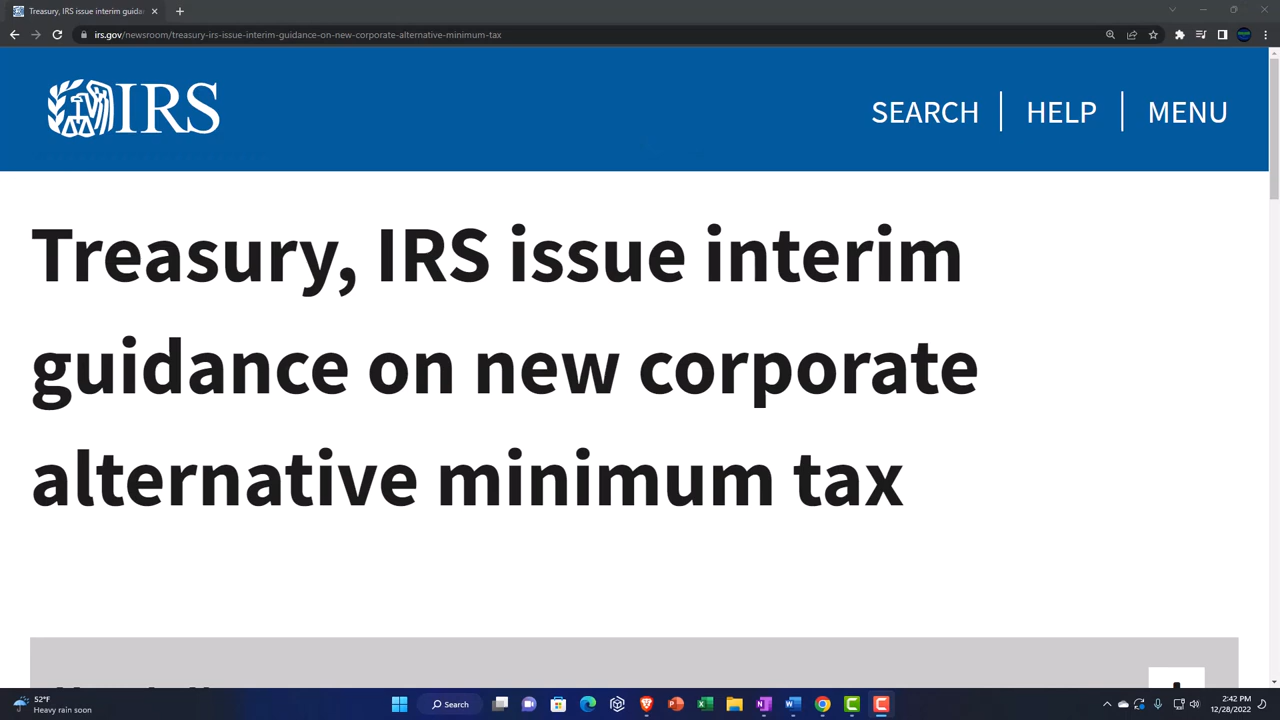 Treasury, IRS issue interim guida
irs.gov/newsroom/treasury-irs-issue-interim-guidance-on-new-corporate-alternative-minimum-tax
IRS
SEARCH
HELP
MENU
Treasury, IRS issue interim
guidance on new corporate
alternative minimum tax
52°F
Heavy rain soon
Search
2:42 PM
12/28/2022